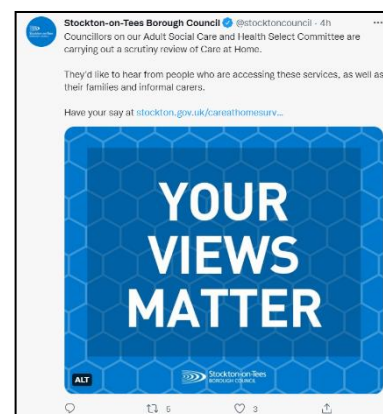 Stockton-on-Tees Borough Council @stocktoncouncil · 4h
Councillors on our Adult Social Care and Health Select Committee are
carrying out a scrutiny review of Care at Home.
They'd like to hear from people who are accessing these services, as well as
their families and informal carers.
Have your say at stockton.gov.uk/careathomesurv...
YOUR
VIEWS
MATTER
Stockton-on-Tees
BOROUGH COUNCIL
ALT
6 3